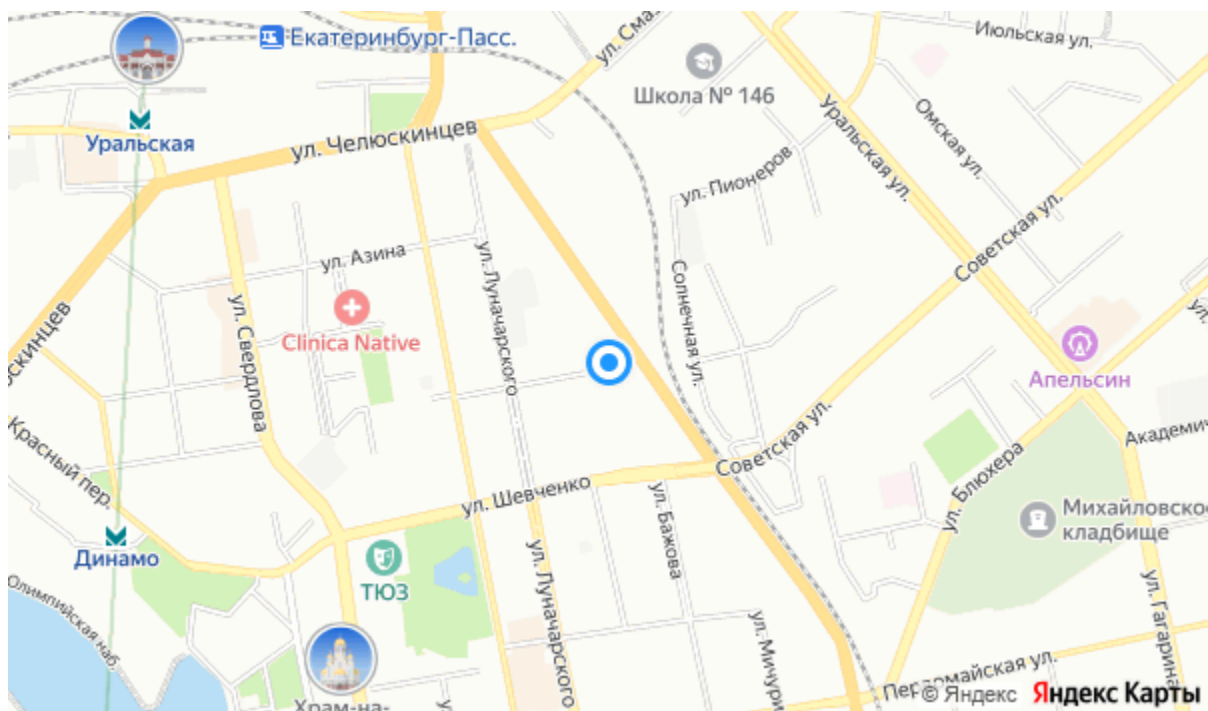 Екатеринбург-Пасс.
ул. Сма
Июльская ул.
Школа № 146
Уральская
ул. Челюскинцев
Уральская ул.
Омская ул.
ул. Пионеров
Советская ул.
ул. Азина
ул. Луначарского
Солнечная ул.
ул.
оскинцев
ул. Свердлова
Clinica Native
Апельсин
Красный пер.
Советская ул.
Академич
ул. Шевченко
ул. Блюхера
ул. Бажова
Михайловское
кладбище
Динамо
ТЮЗ
ул. Луначарского
Олимпийская наб.
ул. Гагарина
ул. Мичури
Первомайская ул.
Храм-на-
© Яндекс Яндекс Карты